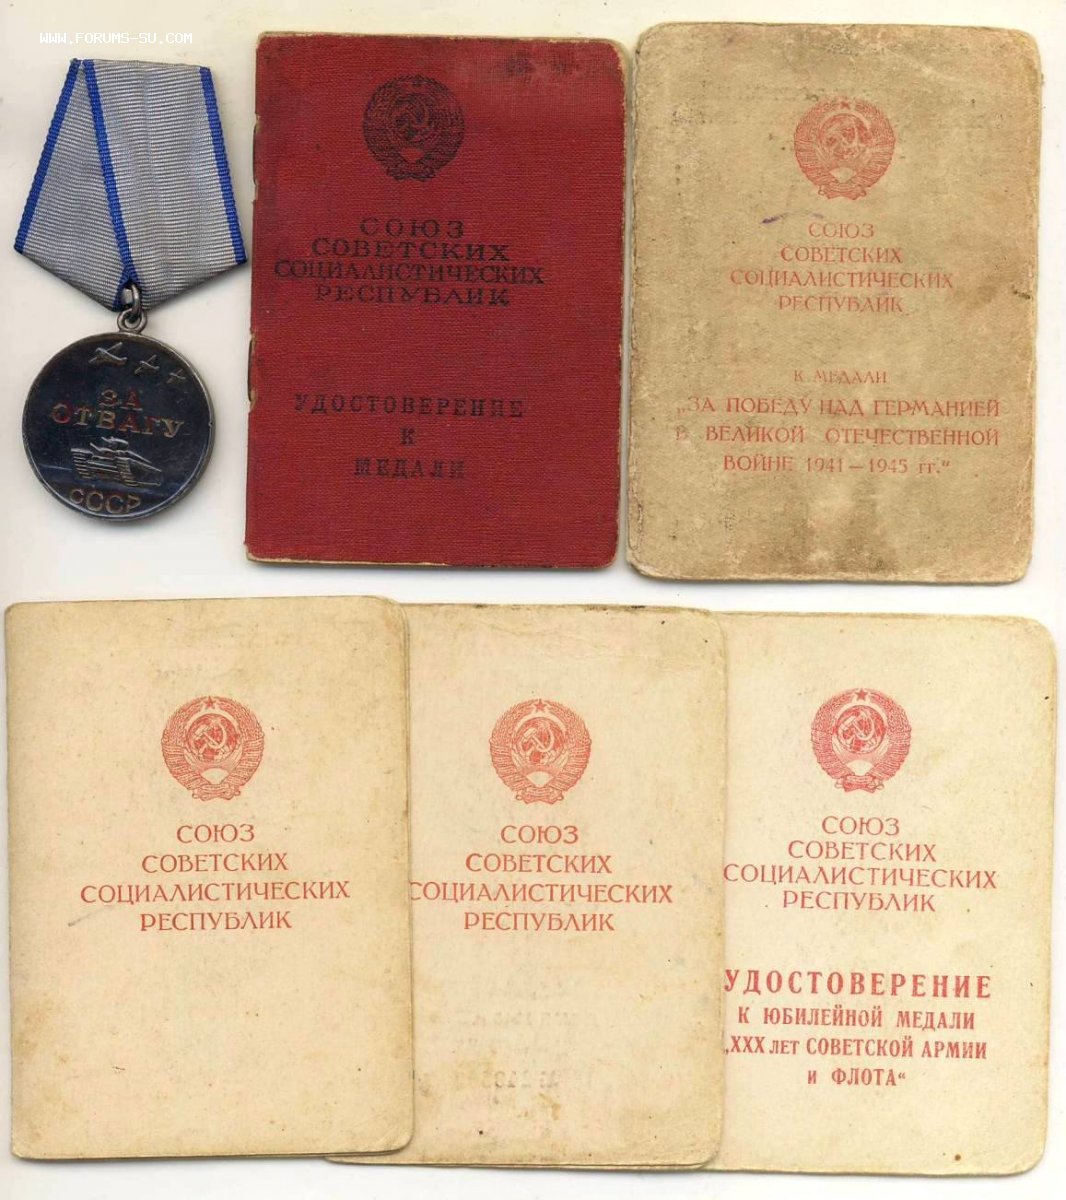 WWW.FORUMS-SU.COM
ЗА
ОТВАГУ
СССР
СОЮЗ
СОВЕТСКИХ
СОЦИАЛИСТИЧЕСКИХ
РЕСПУБЛИК
УДОСТОВЕРЕНИЕ
К
МЕДАЛИ
СОЮЗ
СОВЕТСКИХ
СОЦИАЛИСТИЧЕСКИХ
РЕСПУБЛИК
К МЕДАЛИ
„ЗА ПОБЕДУ НАД ГЕРМАНИЕЙ
В ВЕЛИКОЙ ОТЕЧЕСТВЕННОЙ
ВОЙНЕ 1941—1945 гг.“
СОЮЗ
СОВЕТСКИХ
СОЦИАЛИСТИЧЕСКИХ
РЕСПУБЛИК
СОЮЗ
СОВЕТСКИХ
СОЦИАЛИСТИЧЕСКИХ
РЕСПУБЛИК
СОЮЗ
СОВЕТСКИХ
СОЦИАЛИСТИЧЕСКИХ
РЕСПУБЛИК
УДОСТОВЕРЕНИЕ
К ЮБИЛЕЙНОЙ МЕДАЛИ
„XXX лет СОВЕТСКОЙ АРМИИ
И ФЛОТА“